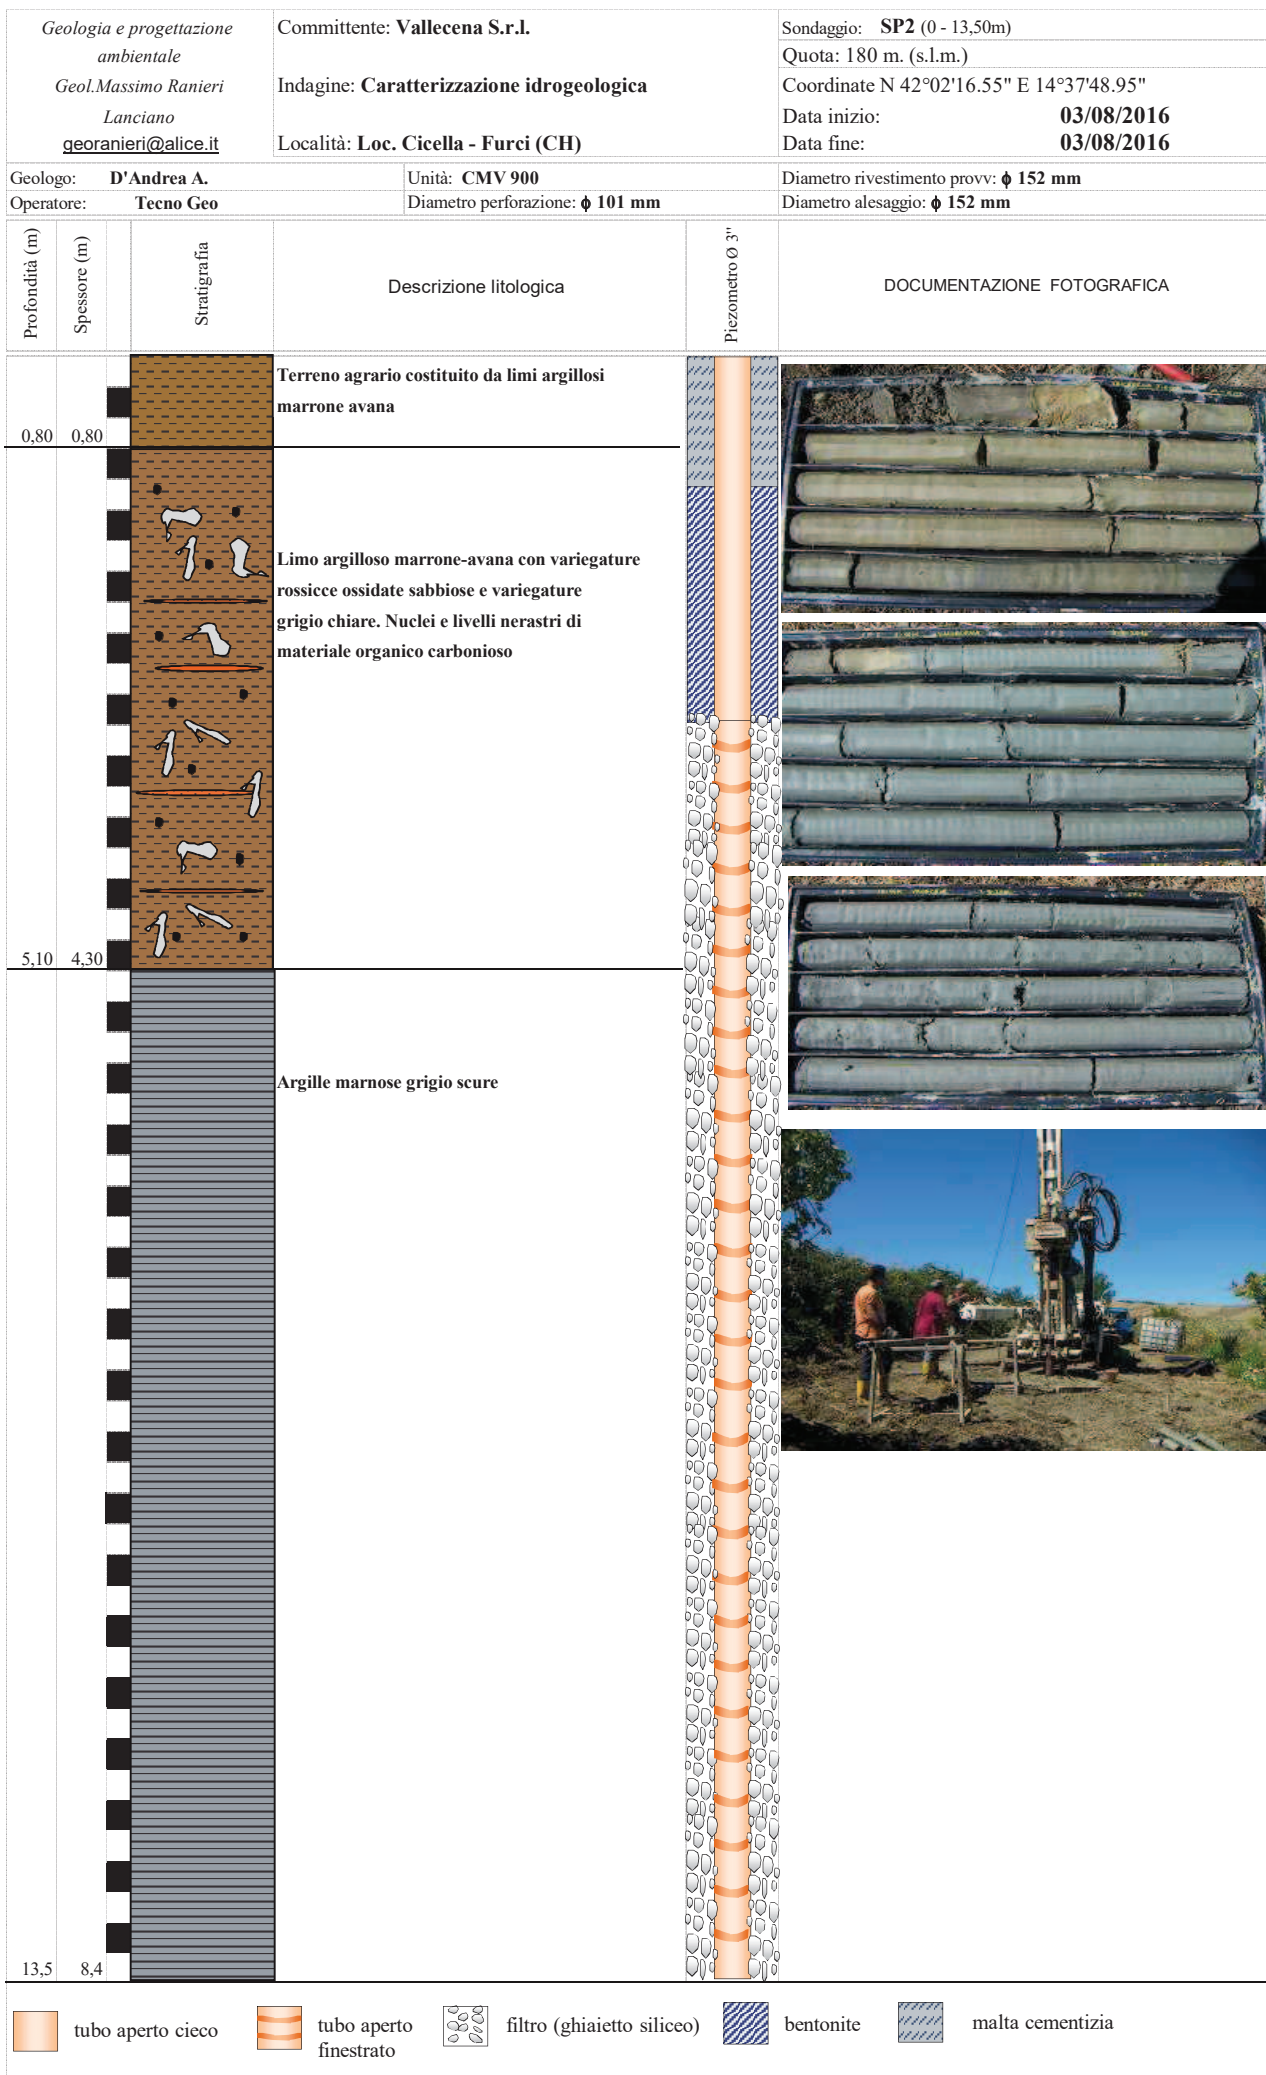 Geologia e progettazione
ambientale
Geol.Massimo Ranieri
Lanciano
georanieri@alice.it
Committente: Vallecena S.r.l.
Indagine: Caratterizzazione idrogeologica
Località: Loc. Cicella - Furci (CH)
Sondaggio: SP2 (0 - 13,50m)
Quota: 180 m. (s.l.m.)
Coordinate N 42°02'16.55" E 14°37'48.95"
Data inizio: 03/08/2016
Data fine: 03/08/2016
Geologo: D'Andrea A.
Unità: CMV 900
Diametro rivestimento provv: ϕ 152 mm
Operatore: Tecno Geo
Diametro perforazione: ϕ 101 mm
Diametro alesaggio: ϕ 152 mm
Profondità (m)
Spessore (m)
Stratigrafia
Descrizione litologica
Piezometro Ø 3"
DOCUMENTAZIONE FOTOGRAFICA
Terreno agrario costituito da limi argillosi
marrone avana
0,80 0,80
Limo argilloso marrone-avana con variegature
rossicce ossidate sabbiose e variegature
grigio chiare. Nuclei e livelli nerastri di
materiale organico carbonioso
5,10 4,30
Argille marnose grigio scure
13,5 8,4
tubo aperto cieco
tubo aperto
finestrato
filtro (ghiaietto siliceo)
bentonite
malta cementizia